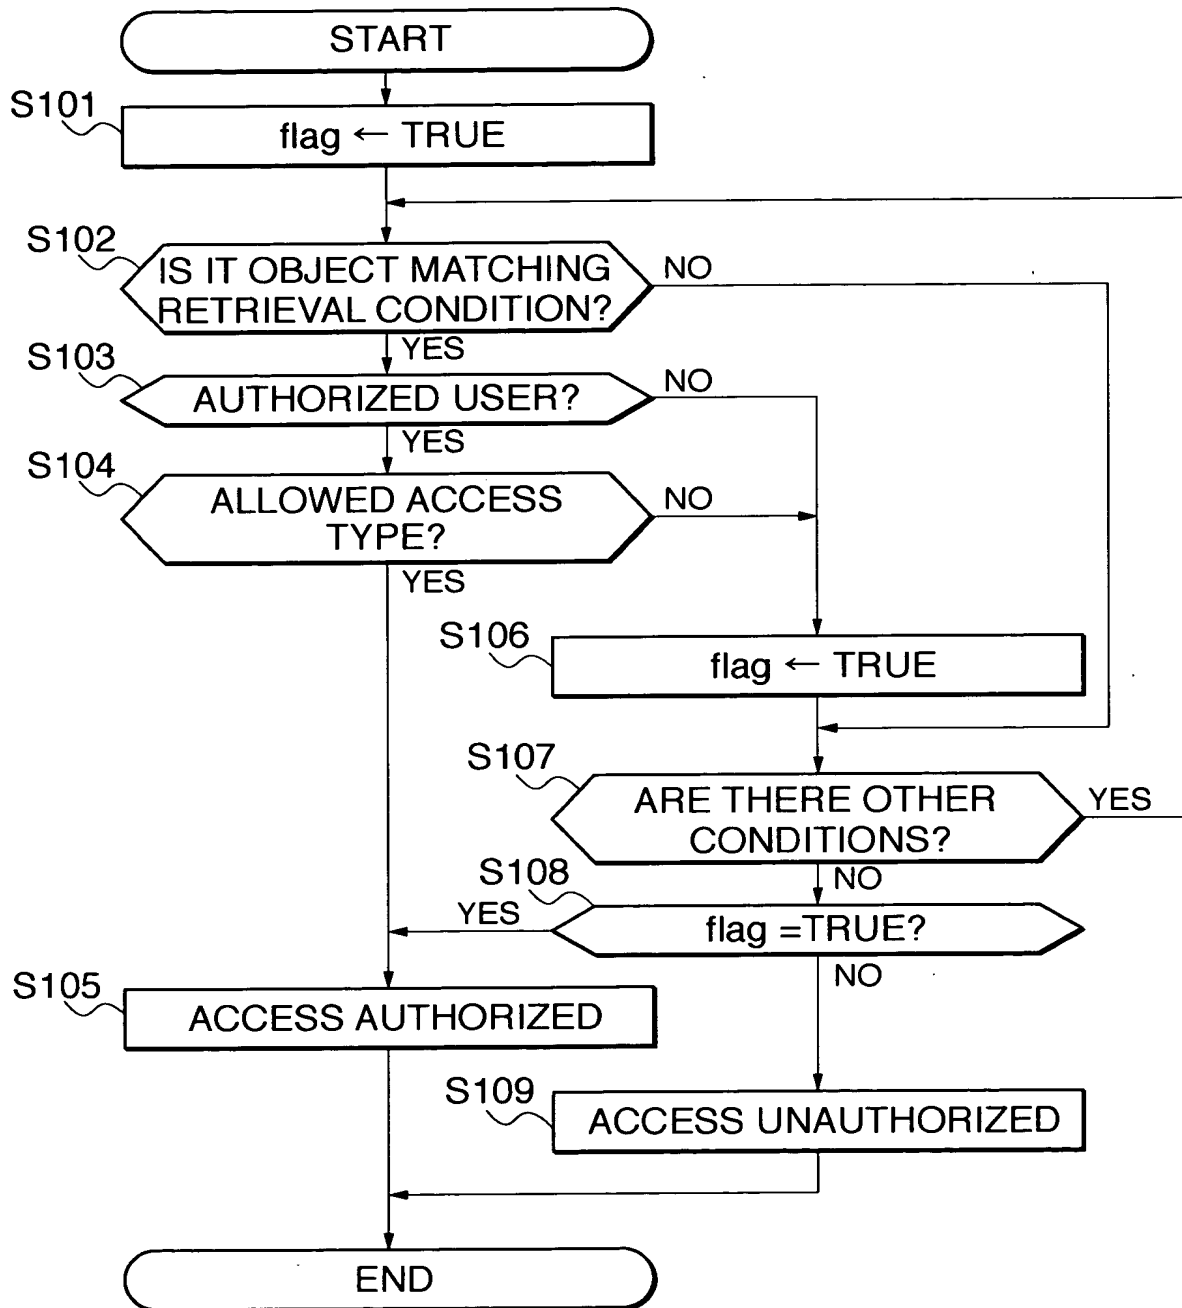 START
S101
flag ← TRUE
S102
IS IT OBJECT MATCHING
RETRIEVAL CONDITION?
NO
YES
S103
AUTHORIZED USER?
NO
YES
S104
ALLOWED ACCESS
TYPE?
NO
YES
S106
flag ← TRUE
S107
ARE THERE OTHER
CONDITIONS?
YES
NO
S108
YES
flag =TRUE?
NO
S105
ACCESS AUTHORIZED
S109
ACCESS UNAUTHORIZED
END